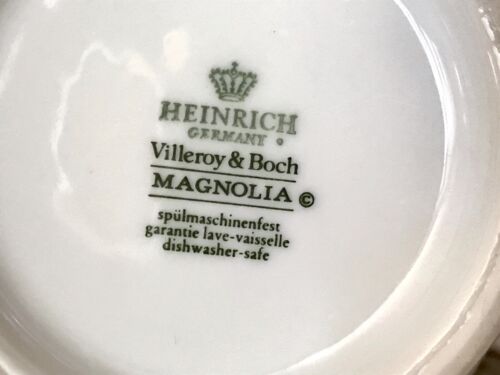 HEINRICH
GERMANY
Villeroy & Boch
MAGNOLIA ©
spülmaschinenfest
garantie lave-vaisselle
dishwasher-safe